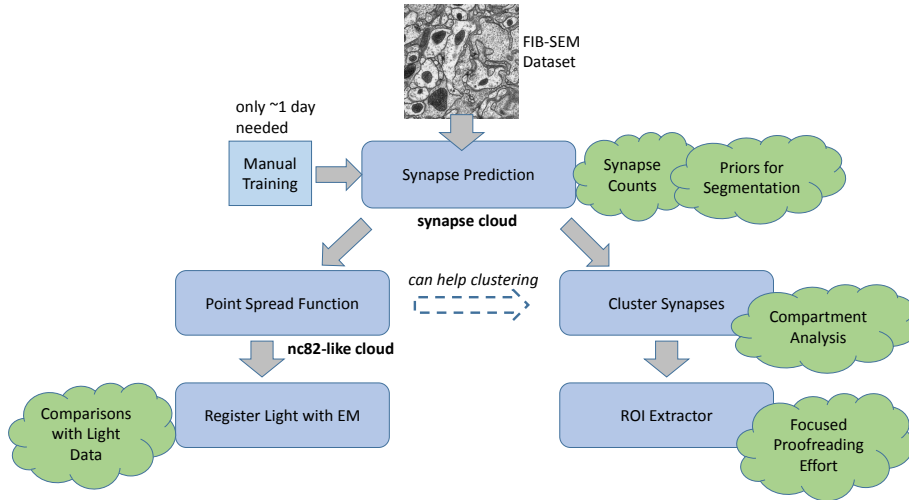 FIB-SEM
Dataset
only ~1 day
needed
Manual
Training
Synapse Prediction
Synapse
Counts
Priors for
Segmentation
synapse cloud
Point Spread Function
can help clustering
Cluster Synapses
Compartment
Analysis
nc82-like cloud
Comparisons
with Light
Data
Register Light with EM
ROI Extractor
Focused
Proofreading
Effort